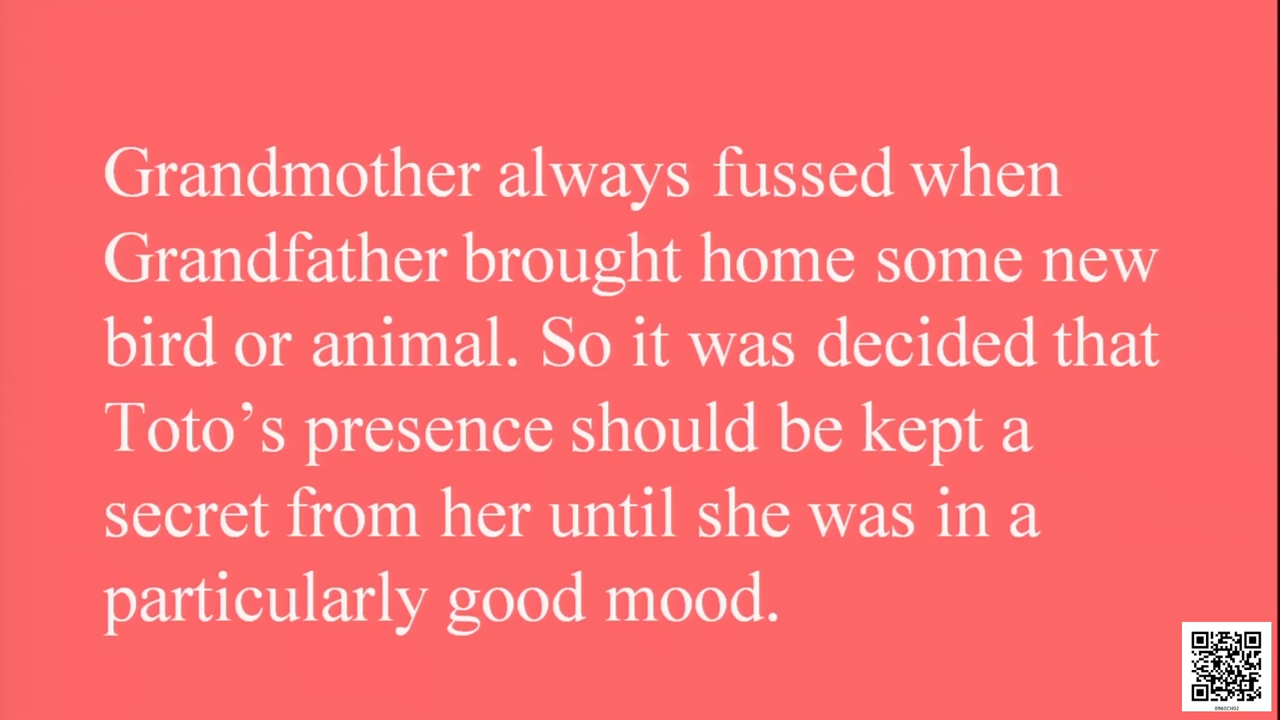 Grandmother always fussed when
Grandfather brought home some new
bird or animal. So it was decided that
Toto’s presence should be kept a
secret from her until she was in a
particularly good mood.
0960CH02